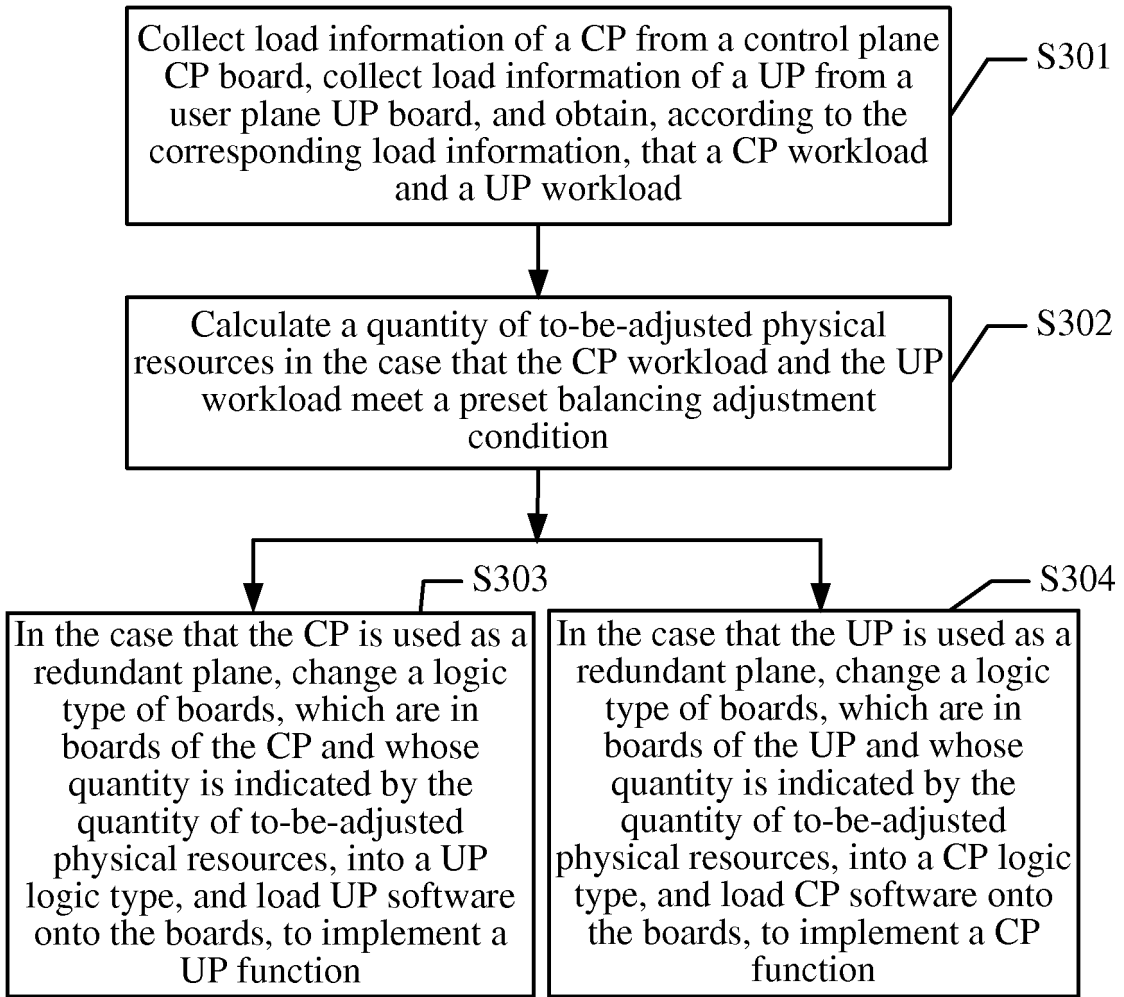 Collect load information of a CP from a control plane
CP board, collect load information of a UP from a
user plane UP board, and obtain, according to the
corresponding load information, that a CP workload
and a UP workload
S301
Calculate a quantity of to-be-adjusted physical
resources in the case that the CP workload and the UP
workload meet a preset balancing adjustment
condition
S302
S303
In the case that the CP is used as a
redundant plane, change a logic
type of boards, which are in
boards of the CP and whose
quantity is indicated by the
quantity of to-be-adjusted
physical resources, into a UP
logic type, and load UP software
onto the boards, to implement a
UP function
S304
In the case that the UP is used as a
redundant plane, change a logic
type of boards, which are in
boards of the UP and whose
quantity is indicated by the
quantity of to-be-adjusted
physical resources, into a CP logic
type, and load CP software onto
the boards, to implement a CP
function